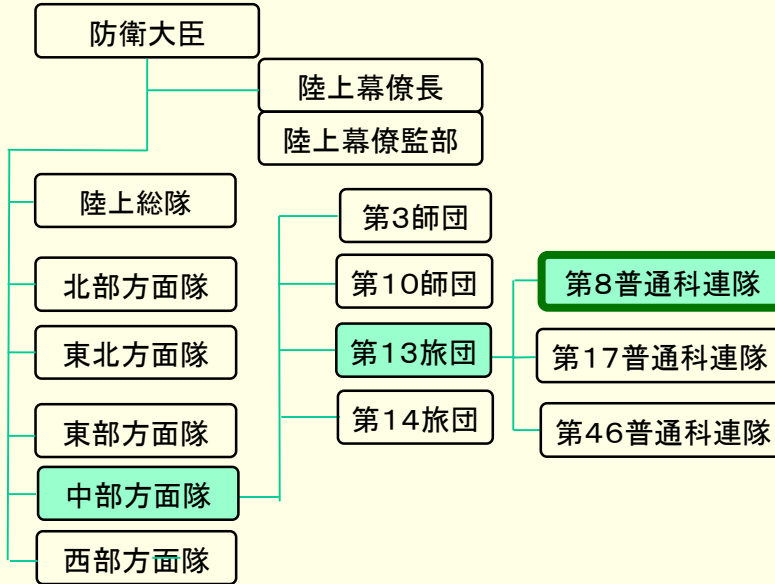 防衛大臣
陸上幕僚長
陸上幕僚監部
陸上総隊
北部方面隊
東北方面隊
東部方面隊
中部方面隊
西部方面隊
第３師団
第１０師団
第１３旅団
第１４旅団
第８普通科連隊
第１７普通科連隊
第４６普通科連隊